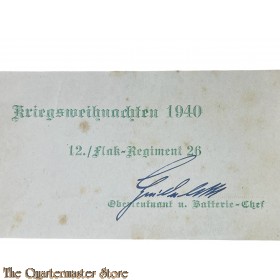 Kriegsweihnachten 1940
12./Flak-Regiment 26
Oberleutnant u. Batterie-Chef
© The Quartermaster Store